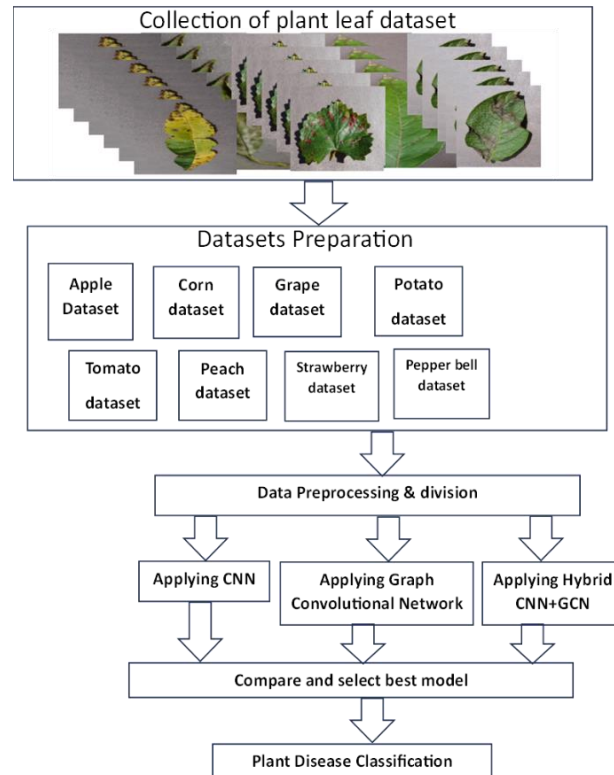 Collection of plant leaf dataset
Datasets Preparation
Apple
Dataset
Corn
dataset
Grape
dataset
Potato
dataset
Tomato
dataset
Peach
dataset
Strawberry
dataset
Pepper bell
dataset
Data Preprocessing & division
Applying CNN
Applying Graph
Convolutional Network
Applying Hybrid
CNN+GCN
Compare and select best model
Plant Disease Classification